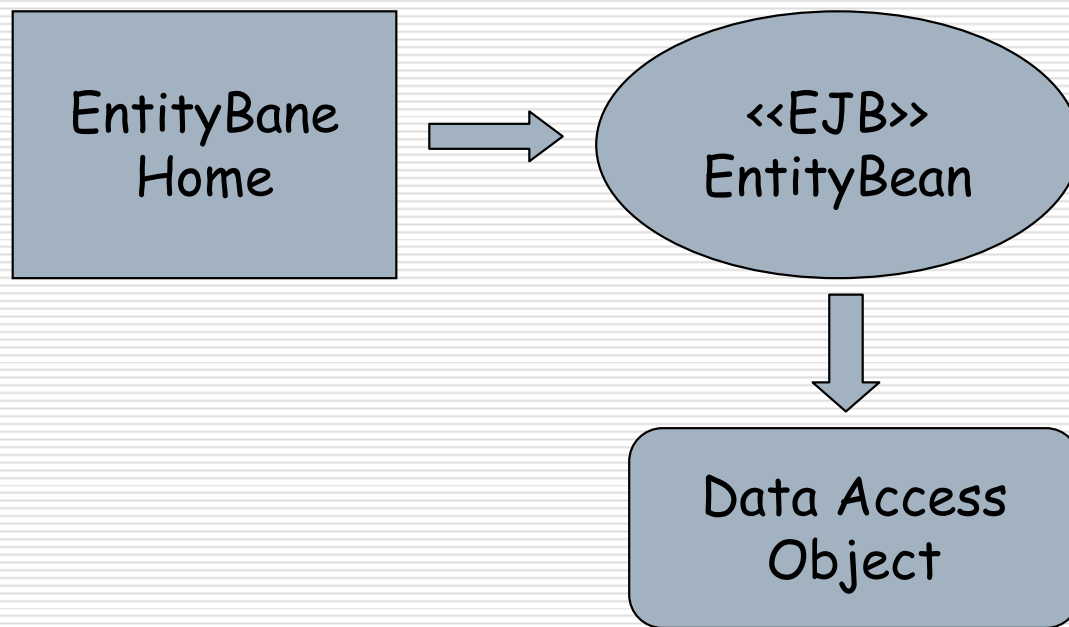 EntityBane
Home
<<EJB>>
EntityBean
Data Access
Object